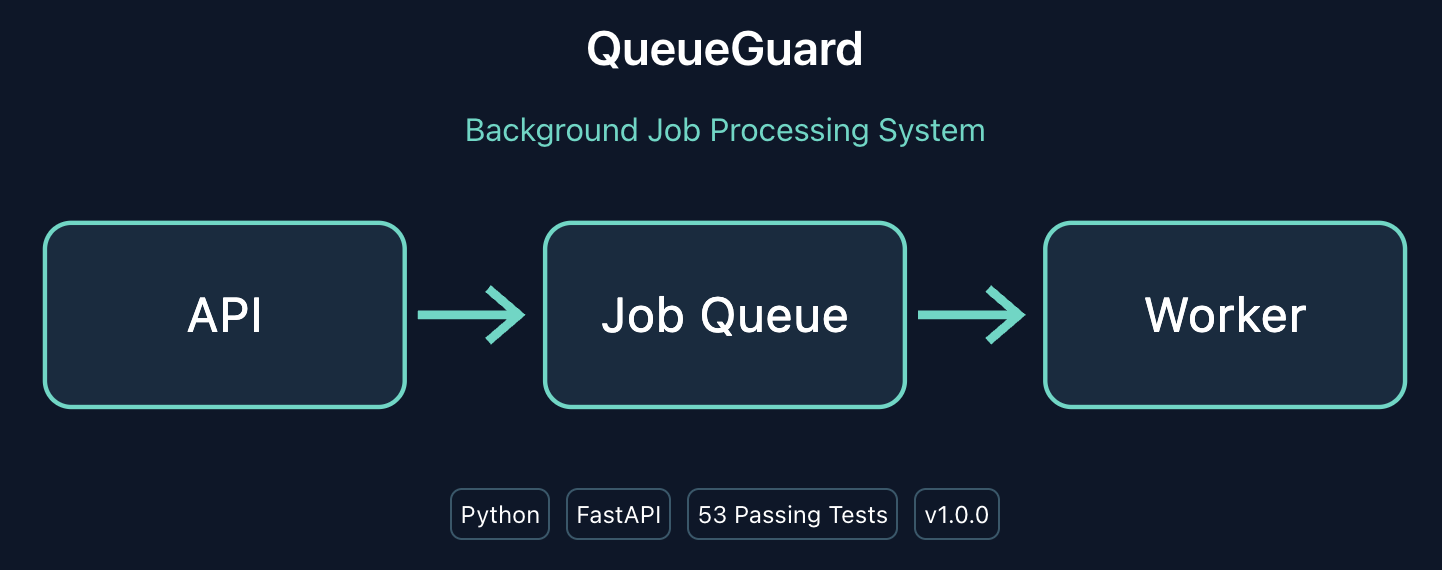 QueueGuard
Background Job Processing System
API
Job Queue
Worker
Python
FastAPI
53 Passing Tests
v1.0.0